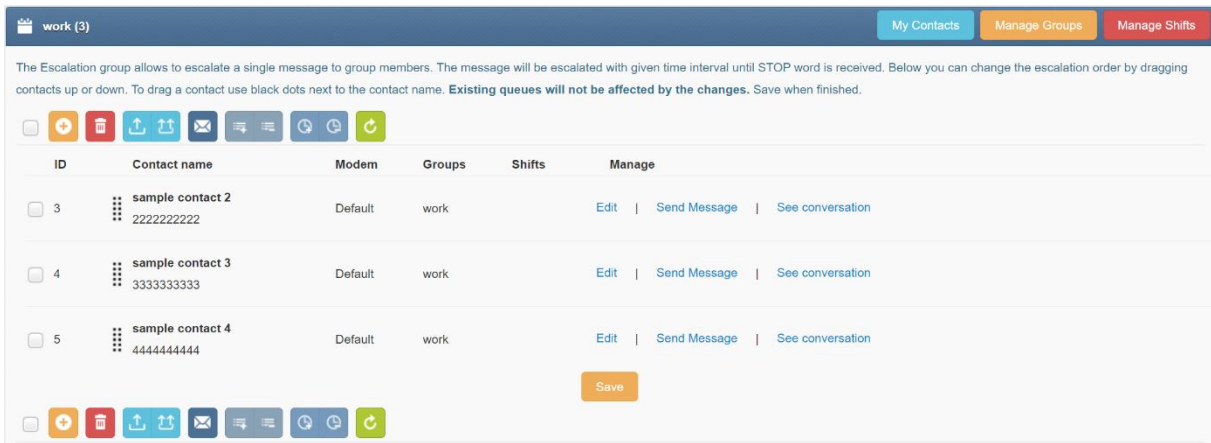 work (3) My Contacts Manage Groups Manage Shifts
The Escalation group allows to escalate a single message to group members. The message will be escalated with given time interval until STOP word is received. Below you can change the escalation order by dragging
contacts up or down. To drag a contact use black dots next to the contact name. Existing queues will not be affected by the changes. Save when finished.
ID Contact name Modem Groups Shifts Manage
sample contact 2
3 Default work Edit | Send Message | See conversation
2222222222
sample contact 3
4 Default work Edit | Send Message | See conversation
3333333333
sample contact 4
5 Default work Edit | Send Message | See conversation
4444444444
Save